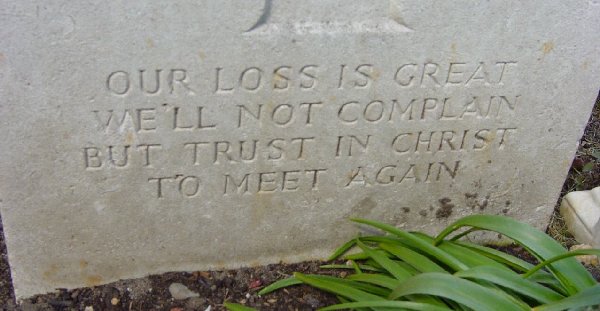 OUR LOSS IS GREAT
WE'LL NOT COMPLAIN
BUT TRUST IN CHRIST
TO MEET AGAIN